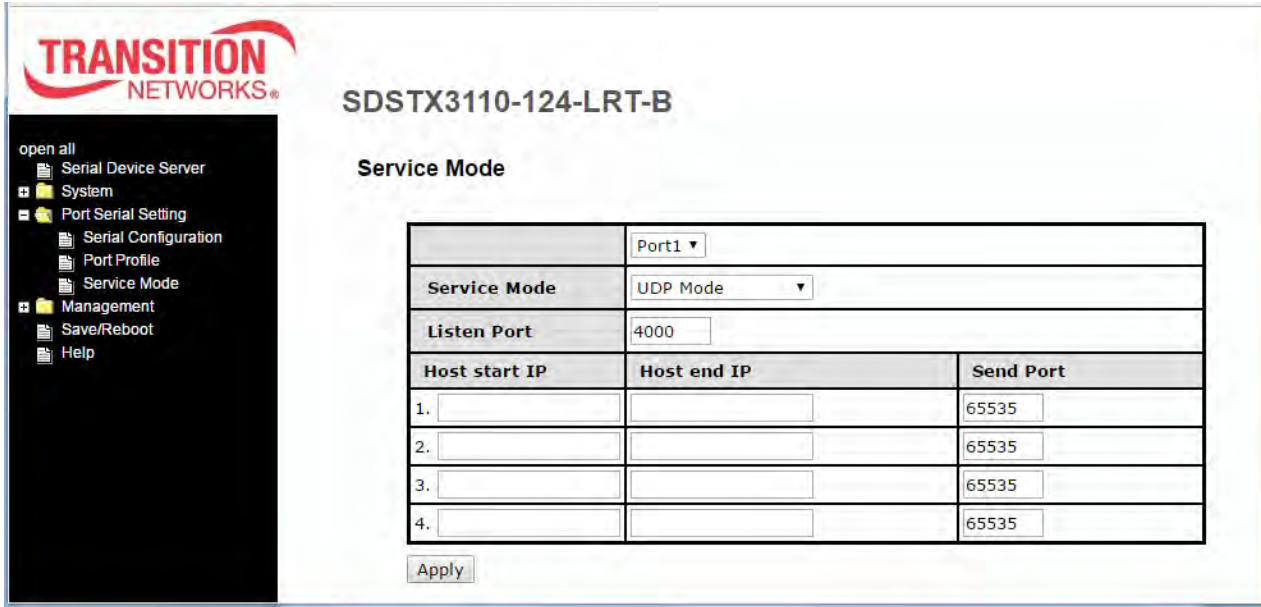 TRANSITION
NETWORKS®
SDSTX3110-124-LRT-B
open all
Serial Device Server
System
Port Serial Setting
Serial Configuration
Port Profile
Service Mode
Management
Save/Reboot
Help
Service Mode
Port1
Service Mode UDP Mode
Listen Port 4000
Host start IP Host end IP Send Port
1. 65535
2. 65535
3. 65535
4. 65535
Apply